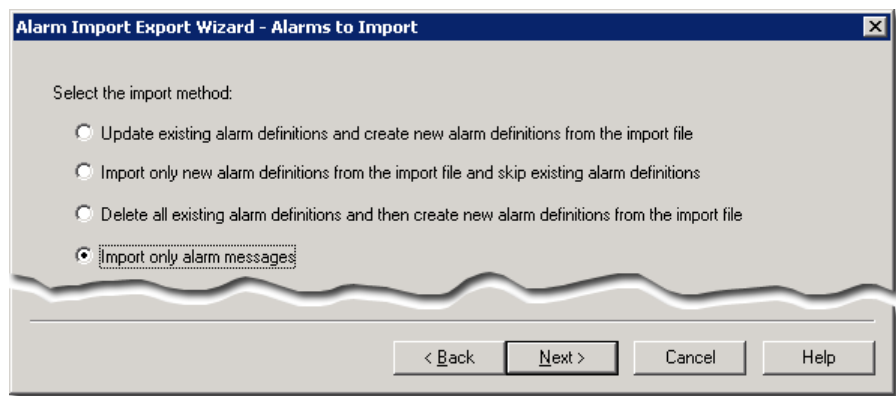 Alarm Import Export Wizard - Alarms to Import
Select the import method:
Update existing alarm definitions and create new alarm definitions from the import file
Import only new alarm definitions from the import file and skip existing alarm definitions
Delete all existing alarm definitions and then create new alarm definitions from the import file
Import only alarm messages
< Back Next > Cancel Help